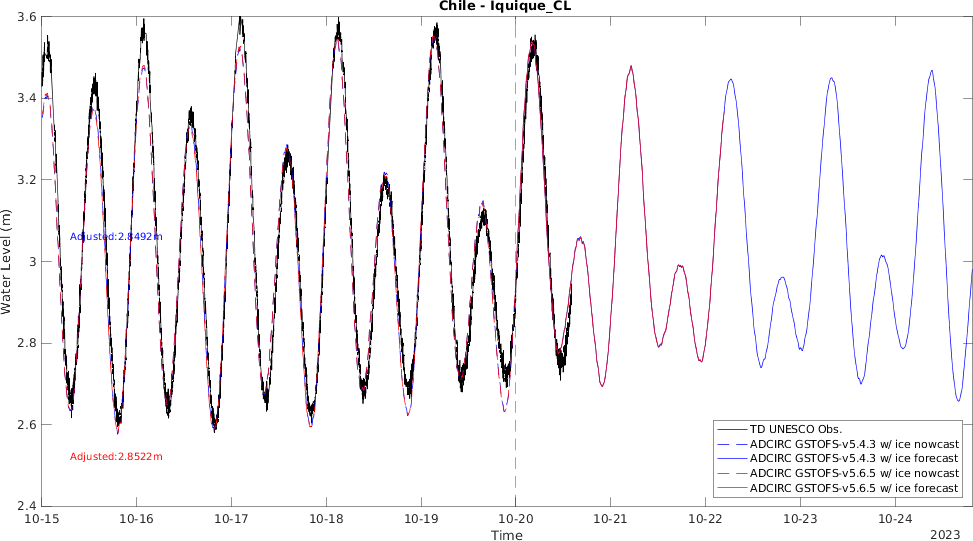 Chile - Iquique_CL
3.6
3.4
3.2
3
2.8
2.6
2.4
Water Level (m)
Adjusted:2.8492m
Adjusted:2.8522m
TD UNESCO Obs.
ADCIRC GSTOFS-v5.4.3 w/ ice nowcast
ADCIRC GSTOFS-v5.4.3 w/ ice forecast
ADCIRC GSTOFS-v5.6.5 w/ ice nowcast
ADCIRC GSTOFS-v5.6.5 w/ ice forecast
10-15 10-16 10-17 10-18 10-19 10-20 10-21 10-22 10-23 10-24
Time
2023